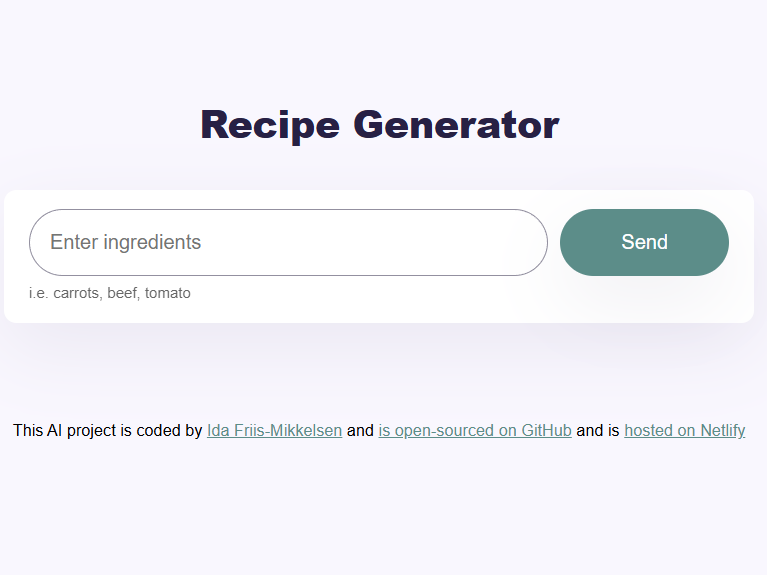 Recipe Generator
Enter ingredients
Send
i.e. carrots, beef, tomato
This AI project is coded by Ida Friis-Mikkelsen and is open-sourced on GitHub and is hosted on Netlify